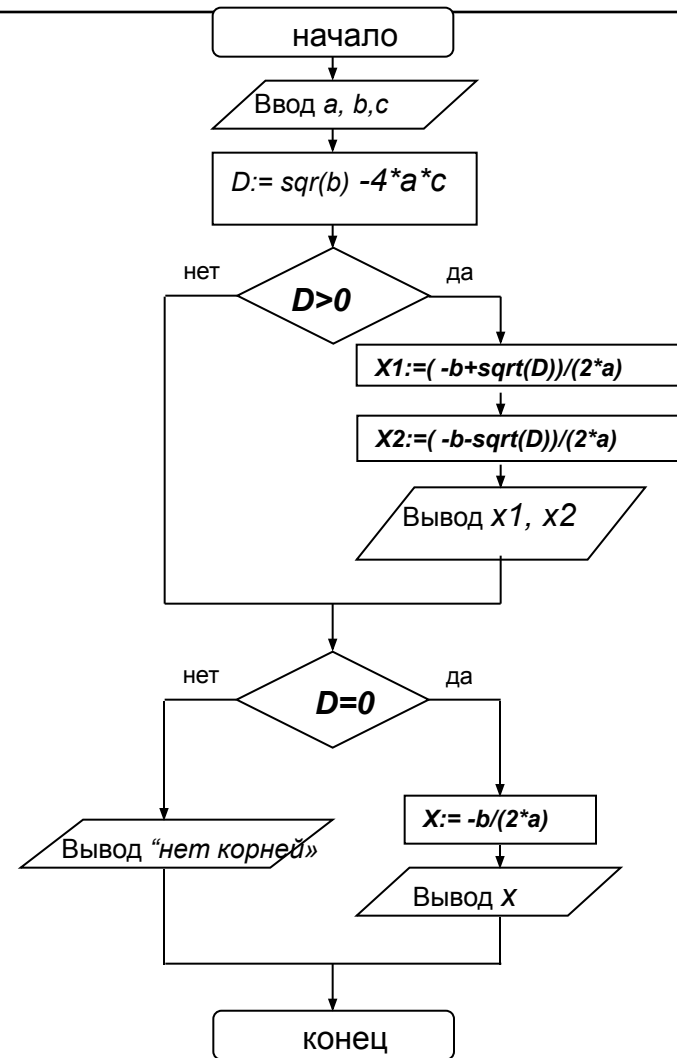 начало
Ввод a, b,c
D:= sqr(b) -4*a*c
нет
да
D>0
X1:=( -b+sqrt(D))/(2*a)
X2:=( -b-sqrt(D))/(2*a)
Вывод x1, x2
нет
да
D=0
X:= -b/(2*a)
Вывод “нет корней»
Вывод x
конец